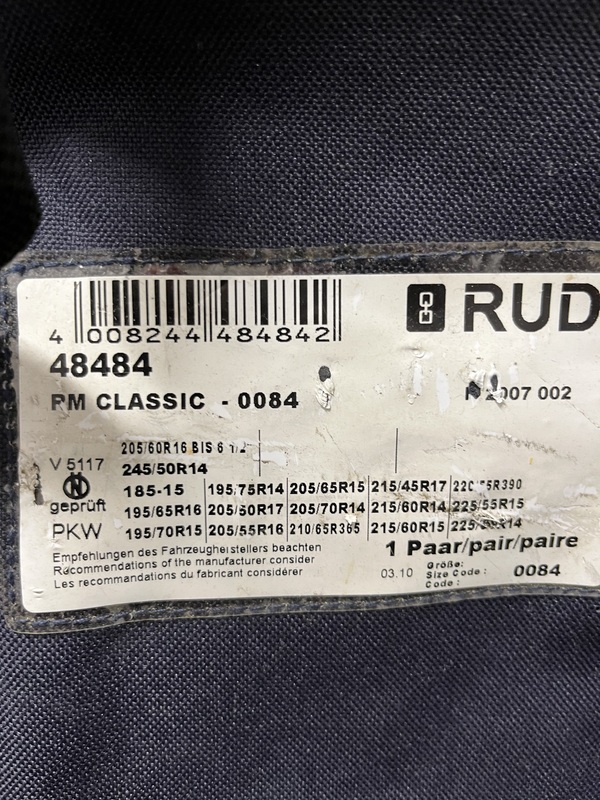 RUD
4 008244 484842
48484
RM CLASSIC - 0084
2007 002
205/60R16 BIS 6 1/2
V 5117
245/50R14
185-15 195/75R14 205/65R15 215/45R17
geprüft
195/65R16 205/50R17 205/70R14 215/60R14 225/55R15
PKW
195/70R15 205/55R16 210/65R365 215/60R15
Empfehlungen des Fahrzeugherstellers beachten
Recommendations of the manufacturer consider
Les recommandations du fabricant considérer
1 Paar/pair/paire
03.10
Größe:
Size Code: 0084
Code: